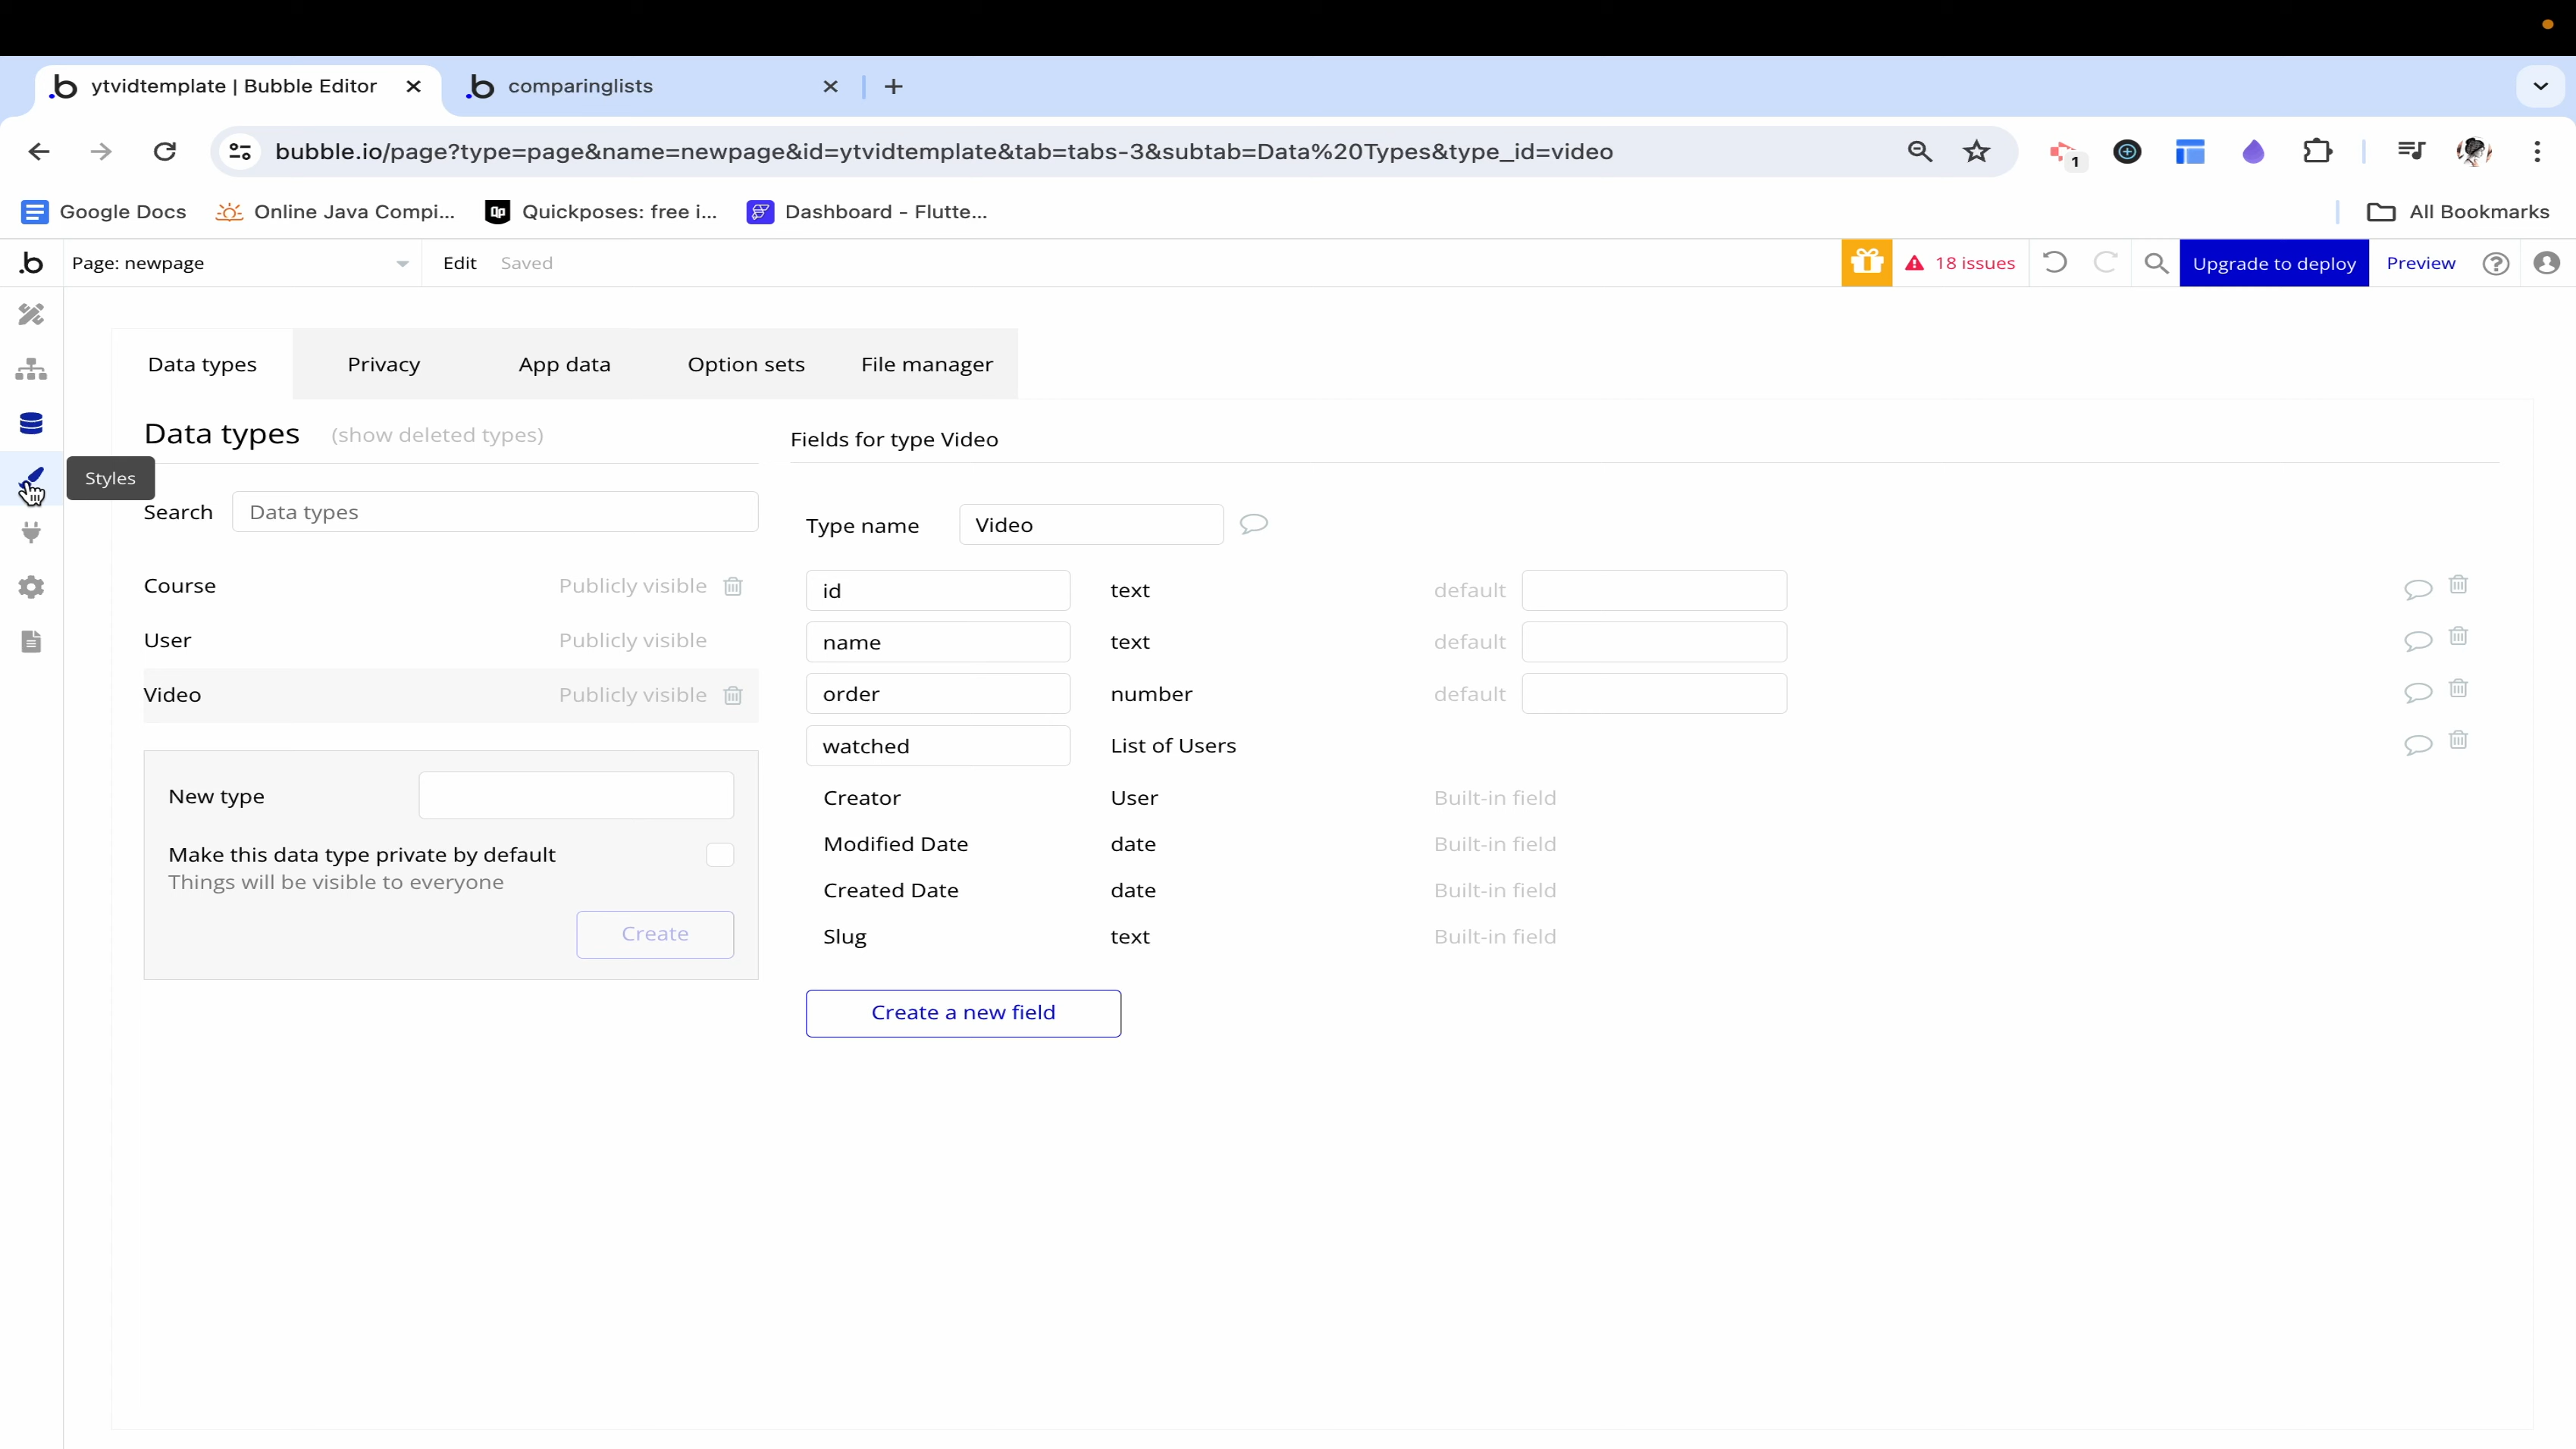 ytvidtemplate | Bubble Editor
comparinglists
bubble.io/page?type=page&name=newpage&id=ytvidtemplate&tab=tabs-3&subtab=Data%20Types&type_id=video
1
Google Docs
Online Java Compi...
Quickposes: free i...
Dashboard - Flutte...
All Bookmarks
Page: newpage
Edit
Saved
18 issues
Upgrade to deploy
Preview
Data types
Privacy
App data
Option sets
File manager
Data types (show deleted types)
Styles
Search
Data types
Course Publicly visible
User Publicly visible
Video Publicly visible
New type
Make this data type private by default
Things will be visible to everyone
Create
Fields for type Video
Type name Video
id text default
name text default
order number default
watched List of Users
Creator User Built-in field
Modified Date date Built-in field
Created Date date Built-in field
Slug text Built-in field
Create a new field